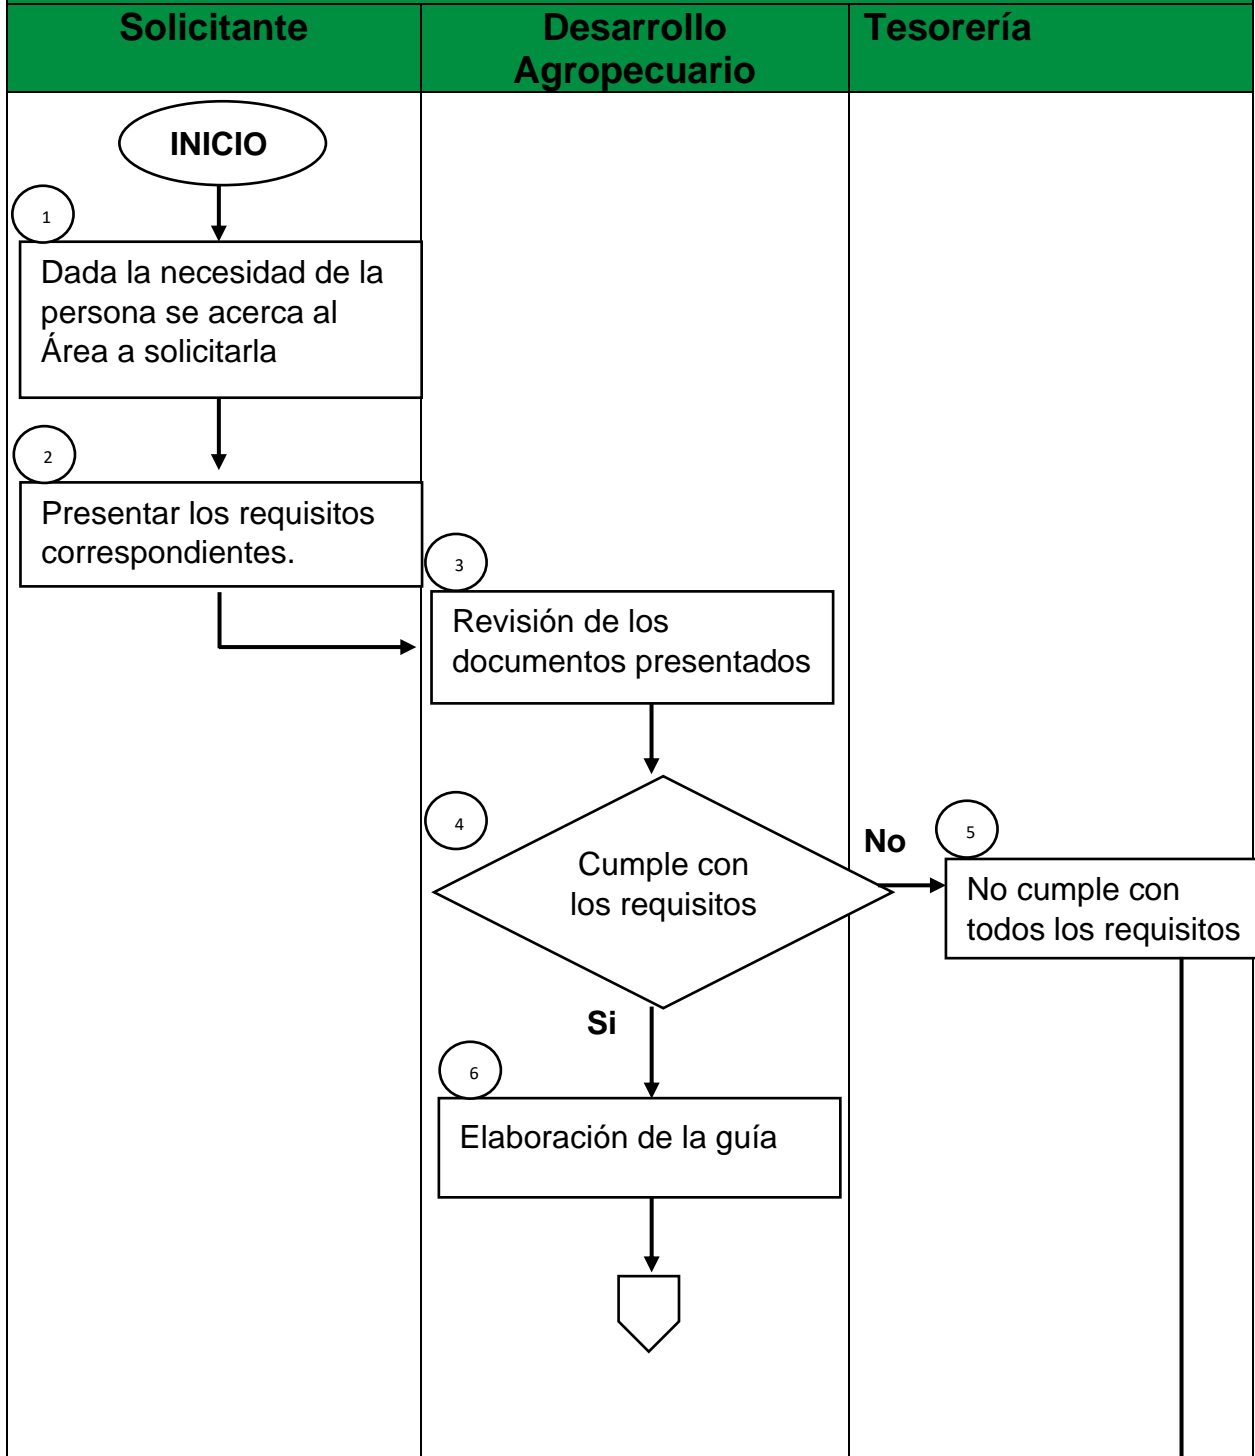 Solicitante
Desarrollo
Agropecuario
Tesorería
INICIO
1
Dada la necesidad de la
persona se acerca al
Área a solicitarla
2
Presentar los requisitos
correspondientes.
3
Revisión de los
documentos presentados
4
Cumple con
los requisitos
No
5
No cumple con
todos los requisitos
Si
6
Elaboración de la guía